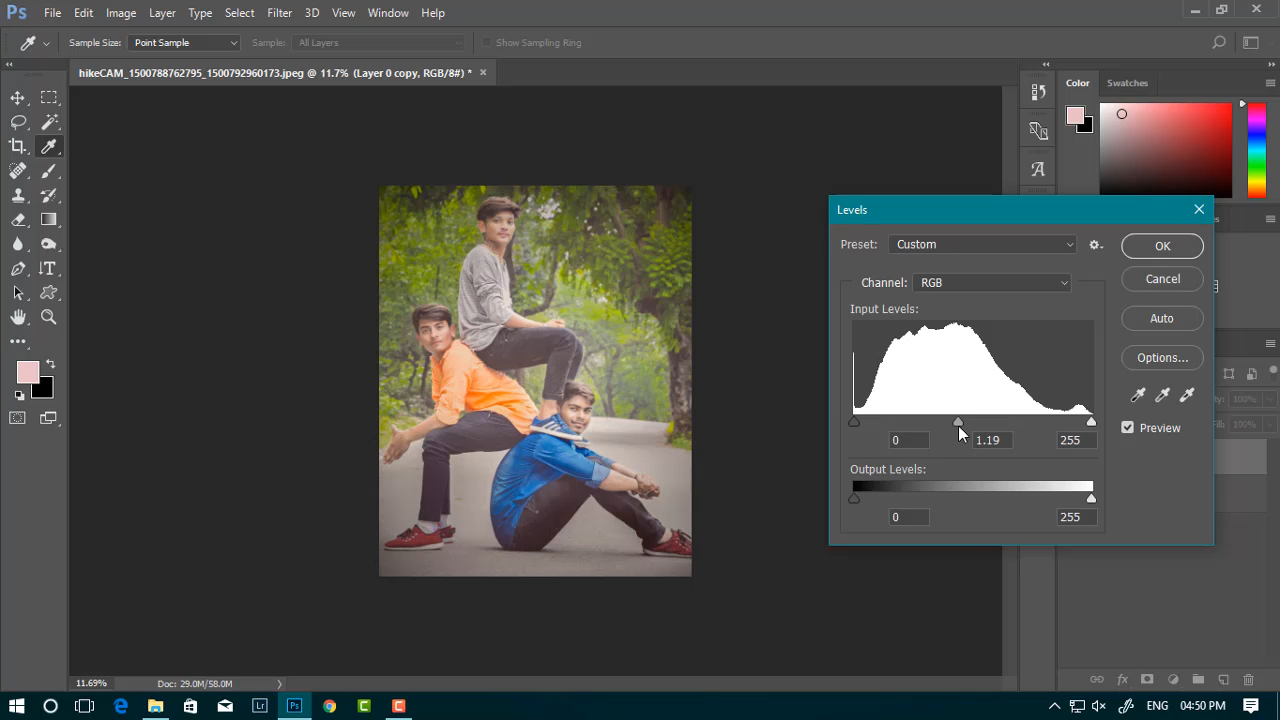 Ps File Edit Image Layer Type Select Filter 3D View Window Help
Sample Size: Point Sample Sample: All Layers Show Sampling Ring
hikeCAM_1500788762795_1500792960173.jpeg @ 11.7% (Layer 0 copy, RGB/8#) *
Color Swatches
Levels
Preset: Custom
OK
Channel: RGB
Cancel
Input Levels:
Auto
Options...
Preview
0 1.19 255
Output Levels:
0 255
11.69% Doc: 29.0M/58.0M
ENG 04:50 PM